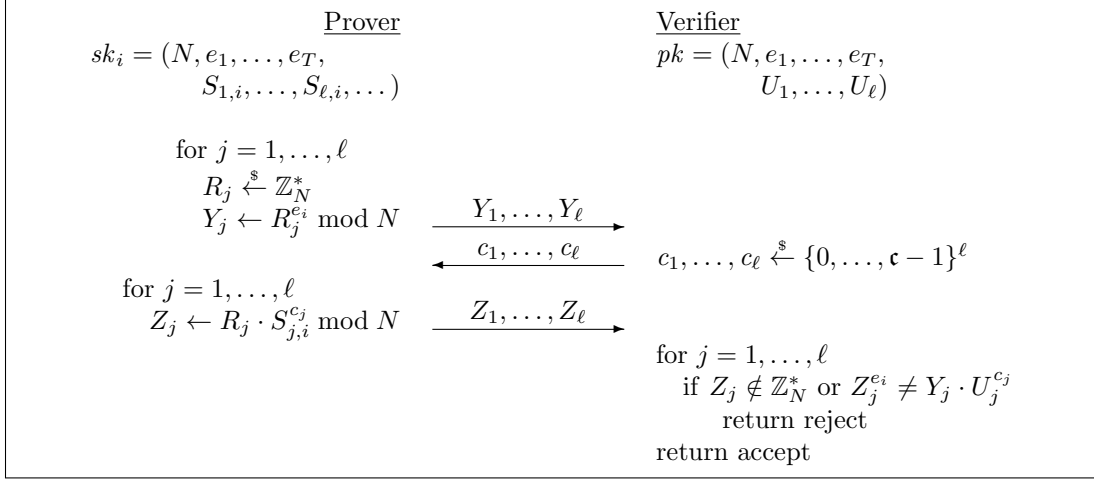 Prover Verifier
sk_i = (N, e_1, . . . , e_T, pk = (N, e_1, . . . , e_T,
S_{1,i}, . . . , S_{ℓ,i}, . . . ) U_1, . . . , U_ℓ)
for j = 1, . . . , ℓ
R_j ←^$ ℤ*_N
Y_j ← R_j^{e_i} mod N Y_1, . . . , Y_ℓ
c_1, . . . , c_ℓ c_1, . . . , c_ℓ ←^$ {0, . . . , 𝔠 − 1}^ℓ
for j = 1, . . . , ℓ
Z_j ← R_j · S_{j,i}^{c_j} mod N Z_1, . . . , Z_ℓ
for j = 1, . . . , ℓ
if Z_j ∉ ℤ*_N or Z_j^{e_i} ≠ Y_j · U_j^{c_j}
return reject
return accept